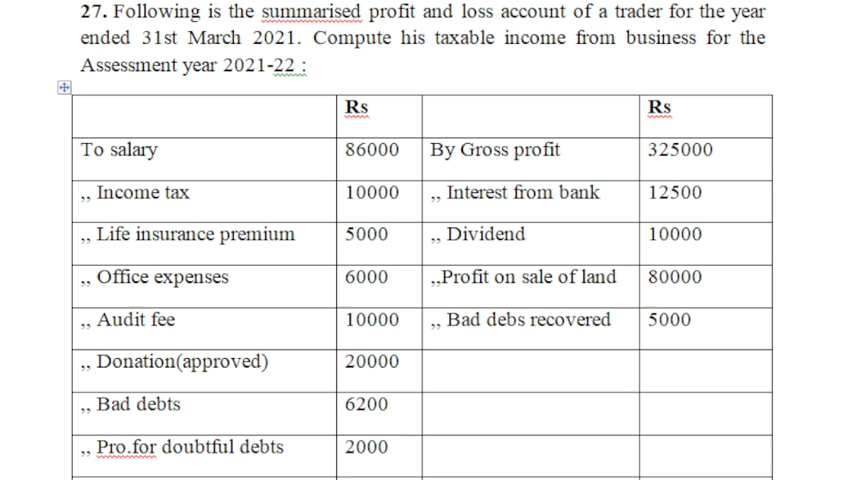 27. Following is the summarised profit and loss account of a trader for the year
ended 31st March 2021. Compute his taxable income from business for the
Assessment year 2021-22 :
Rs Rs
To salary 86000 By Gross profit 325000
,, Income tax 10000 ,, Interest from bank 12500
,, Life insurance premium 5000 ,, Dividend 10000
,, Office expenses 6000 ,,Profit on sale of land 80000
,, Audit fee 10000 ,, Bad debs recovered 5000
,, Donation(approved) 20000
,, Bad debts 6200
,, Pro.for doubtful debts 2000